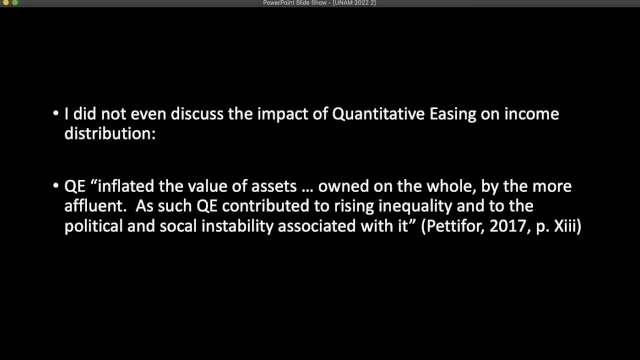 PowerPoint Slide Show - [UNAM 2022 2]
• I did not even discuss the impact of Quantitative Easing on income
distribution:
• QE “inflated the value of assets … owned on the whole, by the more
affluent. As such QE contributed to rising inequality and to the
political and socal instability associated with it” (Pettifor, 2017, p. Xiii)